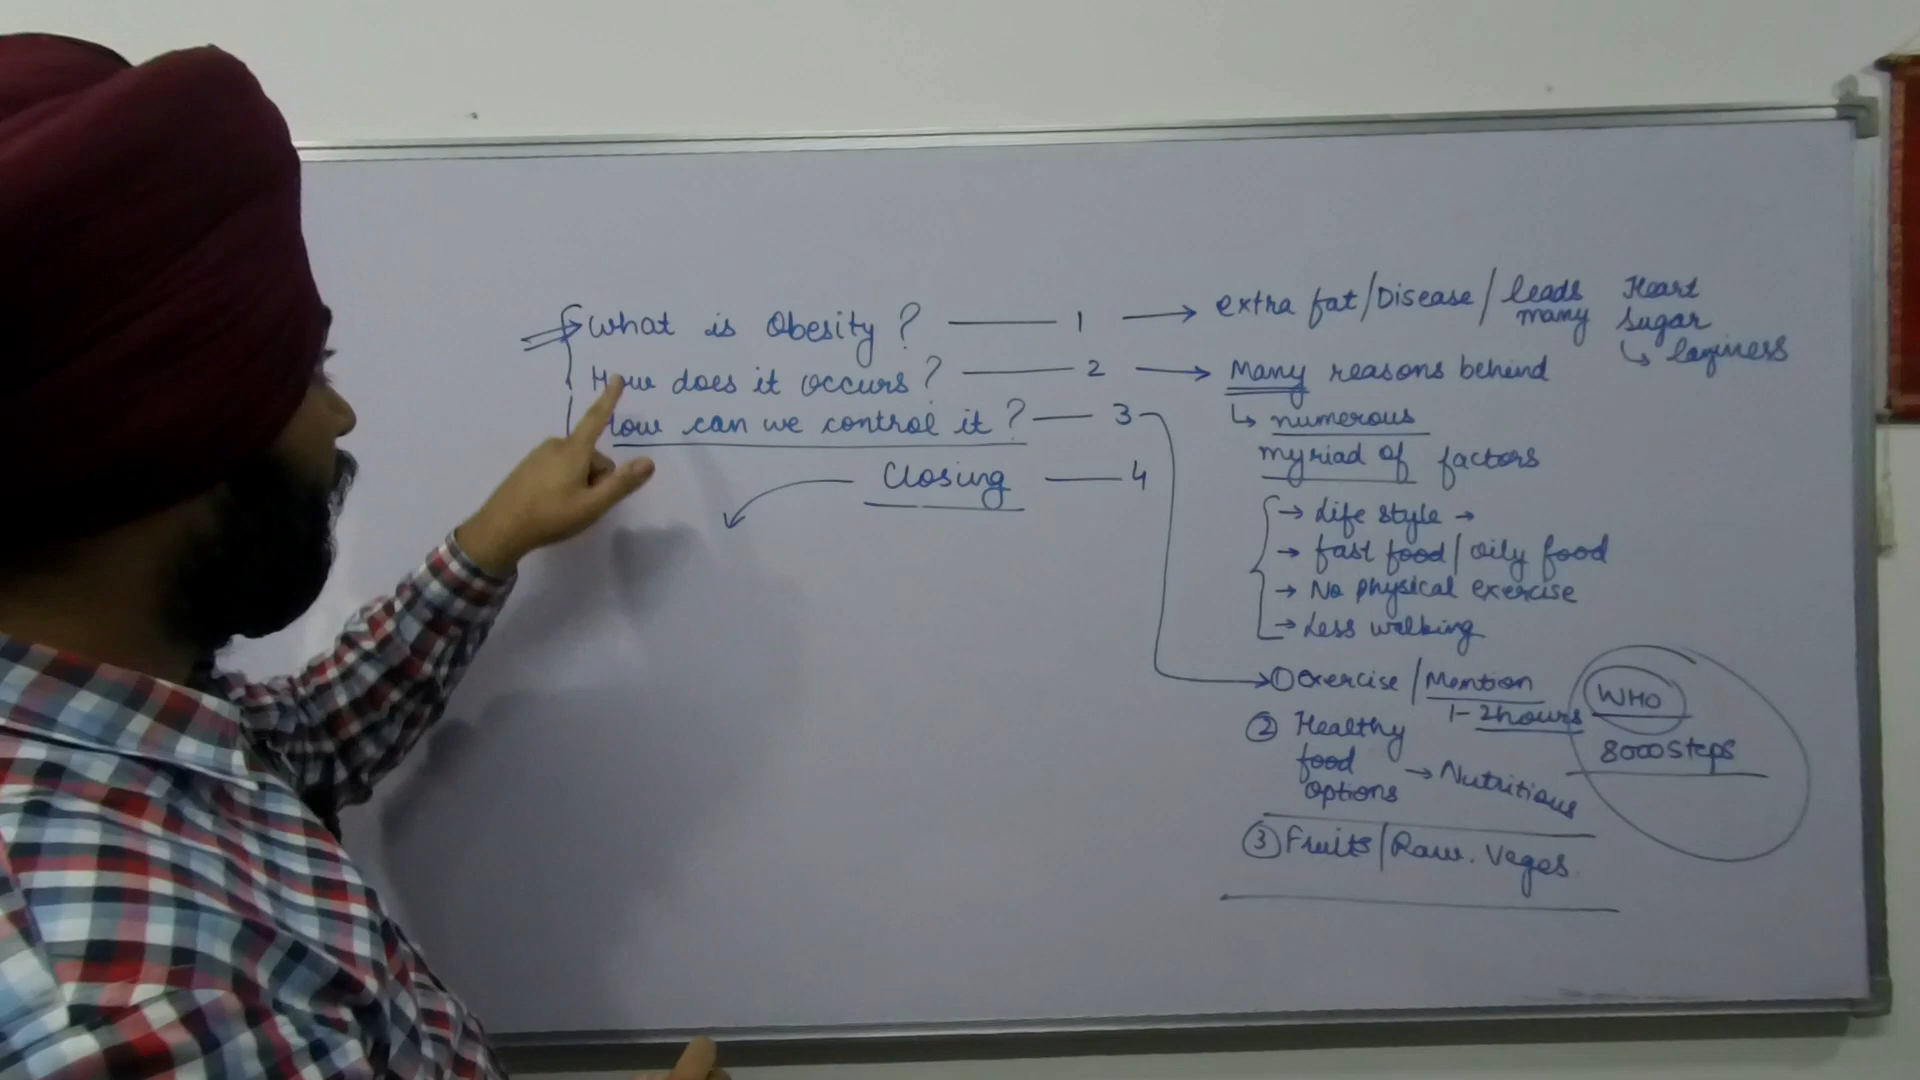 What is Obesity ? — 1 → extra fat/Disease/leads many Heart
Sugar
↳ laziness
How does it occurs ? — 2 → Many reasons behind
↳ numerous
myriad of factors
→ Life style →
→ fast food/oily food
→ No physical exercise
→ Less walking
How can we control it ? — 3
① exercise/Mention
1-2hours
WHO
8000 steps
② Healthy
food
options → Nutritious
③ Fruits/Raw. Veges
Closing — 4